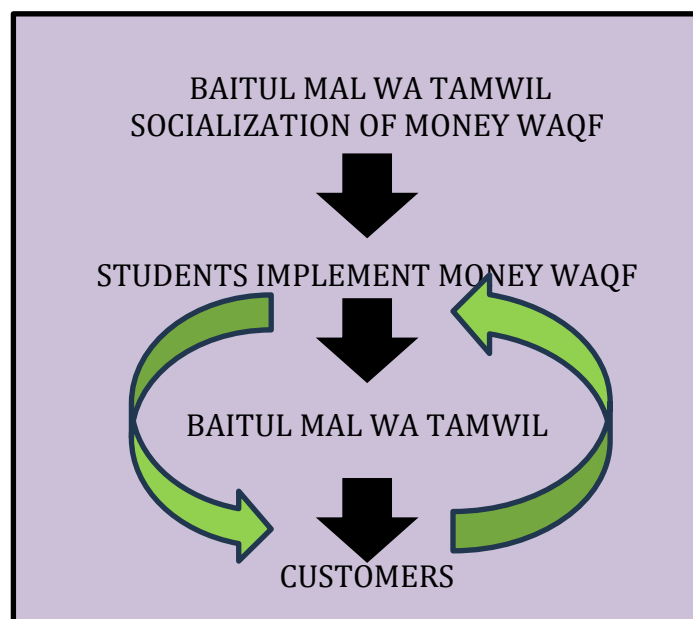 BAITUL MAL WA TAMWIL
SOCIALIZATION OF MONEY WAQF
STUDENTS IMPLEMENT MONEY WAQF
BAITUL MAL WA TAMWIL
CUSTOMERS